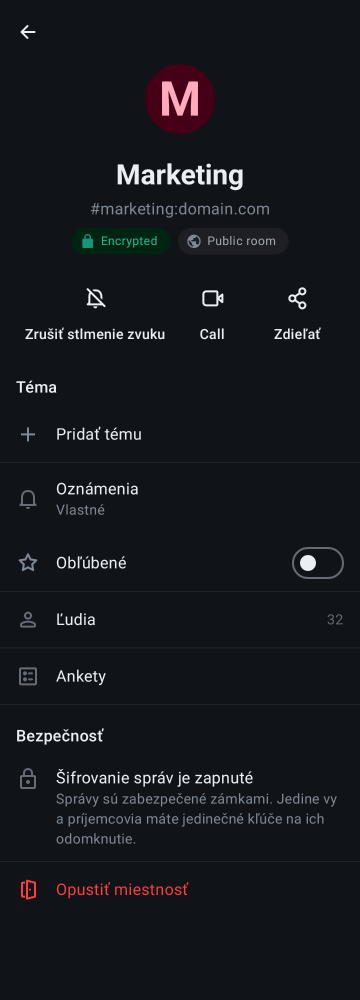 M
Marketing
#marketing:domain.com
Encrypted Public room
Zrušiť stlmenie zvuku Call Zdieľať
Téma
Pridať tému
Oznámenia
Vlastné
Obľúbené
Ľudia 32
Ankety
Bezpečnosť
Šifrovanie správ je zapnuté
Správy sú zabezpečené zámkami. Jedine vy
a príjemcovia máte jedinečné kľúče na ich
odomknutie.
Opustiť miestnosť